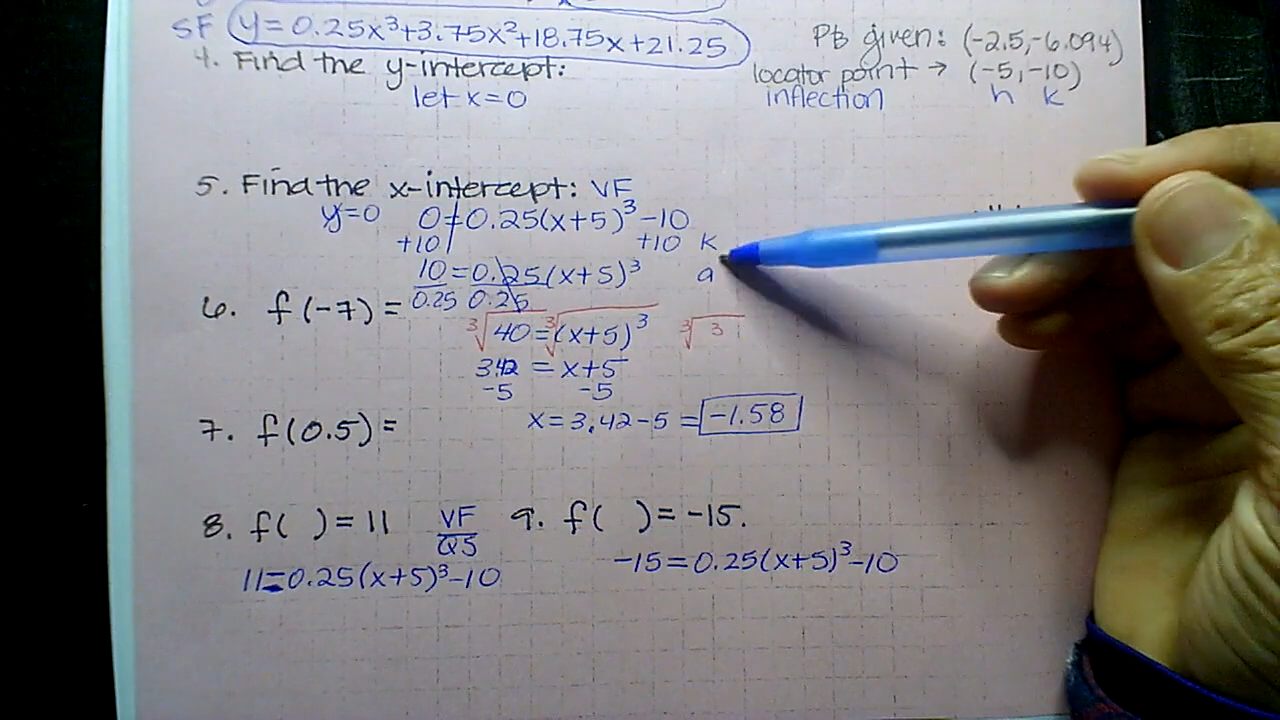 SF y=0.25x³+3.75x²+18.75x+21.25
4. Find the y-intercept:
let x=0
Pt given: (-2.5,-6.094)
locator point → (-5,-10)
inflection h k
5. Find the x-intercept: VF
y=0 0=0.25(x+5)³-10
+10 +10 k
10=0.25(x+5)³ a
0.25 0.25
6. f(-7)=
∛40=∛(x+5)³ ∛ 3
3.42 = x+5
-5 -5
x=3.42-5=-1.58
7. f(0.5)=
8. f( )=11 VF
Q5
11=0.25(x+5)³-10
9. f( )=-15.
-15=0.25(x+5)³-10